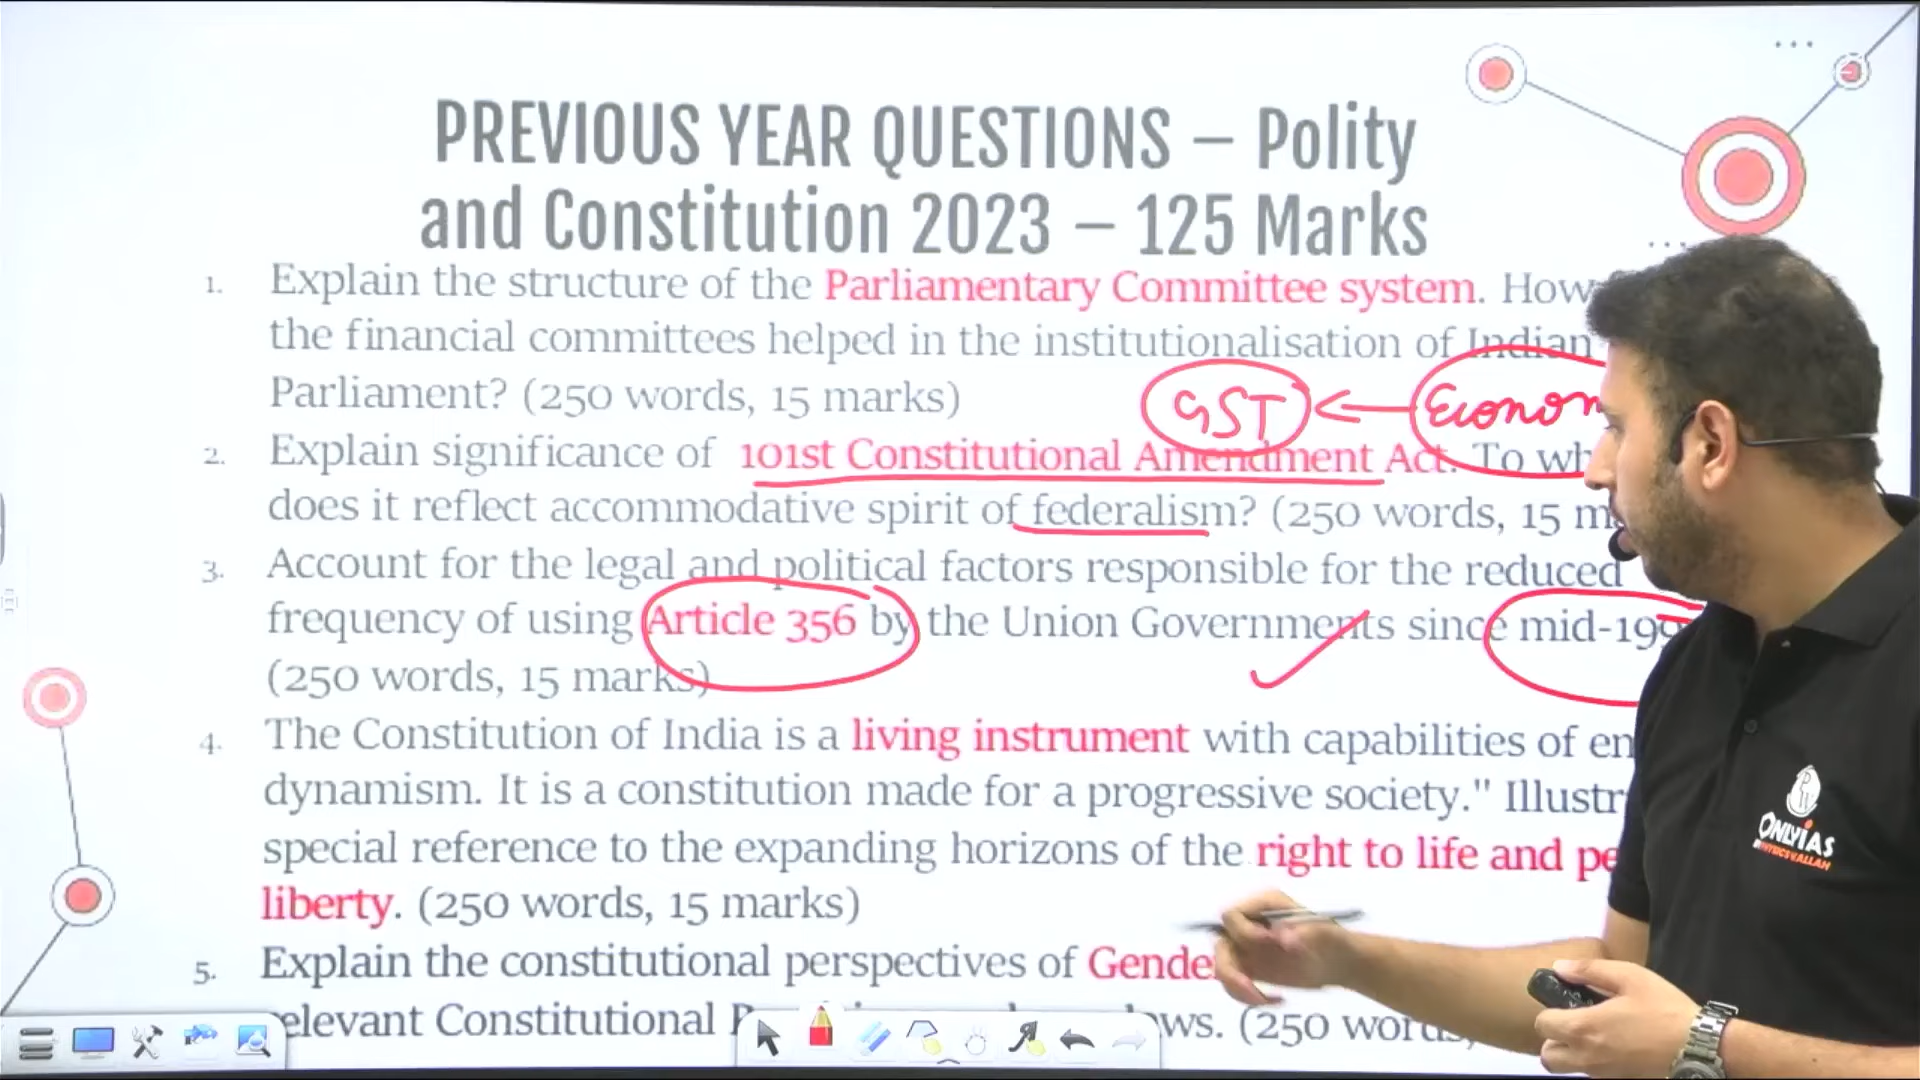 PREVIOUS YEAR QUESTIONS – Polity
and Constitution 2023 – 125 Marks
1. Explain the structure of the Parliamentary Committee system. How
the financial committees helped in the institutionalisation of Indian
Parliament? (250 words, 15 marks)
GST ← Econom
2. Explain significance of 101st Constitutional Amendment Act. To wh
does it reflect accommodative spirit of federalism? (250 words, 15 m
3. Account for the legal and political factors responsible for the reduced
frequency of using Article 356 by the Union Governments since mid-199
(250 words, 15 marks)
4. The Constitution of India is a living instrument with capabilities of en
dynamism. It is a constitution made for a progressive society." Illustr
special reference to the expanding horizons of the right to life and pe
liberty. (250 words, 15 marks)
5. Explain the constitutional perspectives of Gende
elevant Constitutional P ws. (250 words,
ONLYIAS
BY PHYSICS WALLAH